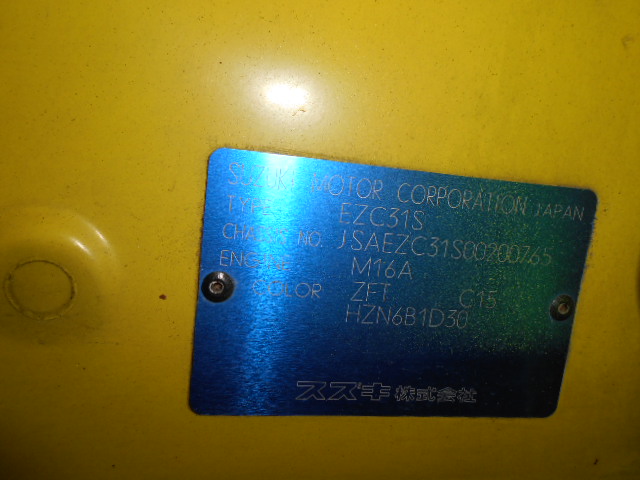 SUZUKI MOTOR CORPORATION JAPAN
TYPE EZC31S
CHASSIS NO. JSAEZC31S00200765
ENGINE M16A
COLOR ZFT C15
HZN6B1D30
スズキ株式会社